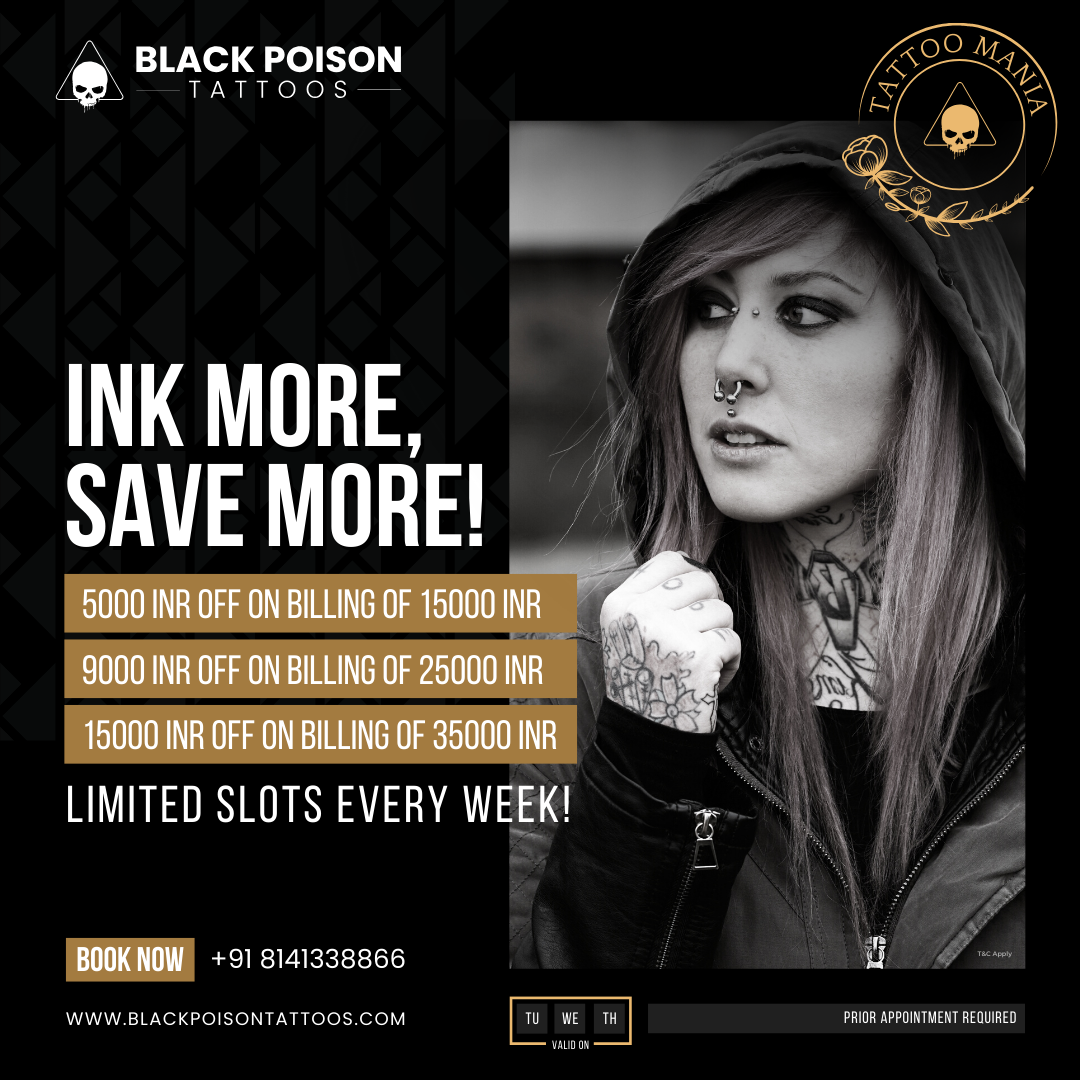 BLACK POISON
TATTOOS
TATTOO MANIA
INK MORE,
SAVE MORE!
5000 INR OFF ON BILLING OF 15000 INR
9000 INR OFF ON BILLING OF 25000 INR
15000 INR OFF ON BILLING OF 35000 INR
LIMITED SLOTS EVERY WEEK!
T&C Apply
BOOK NOW +91 8141338866
WWW.BLACKPOISONTATTOOS.COM
TU WE TH
VALID ON
PRIOR APPOINTMENT REQUIRED